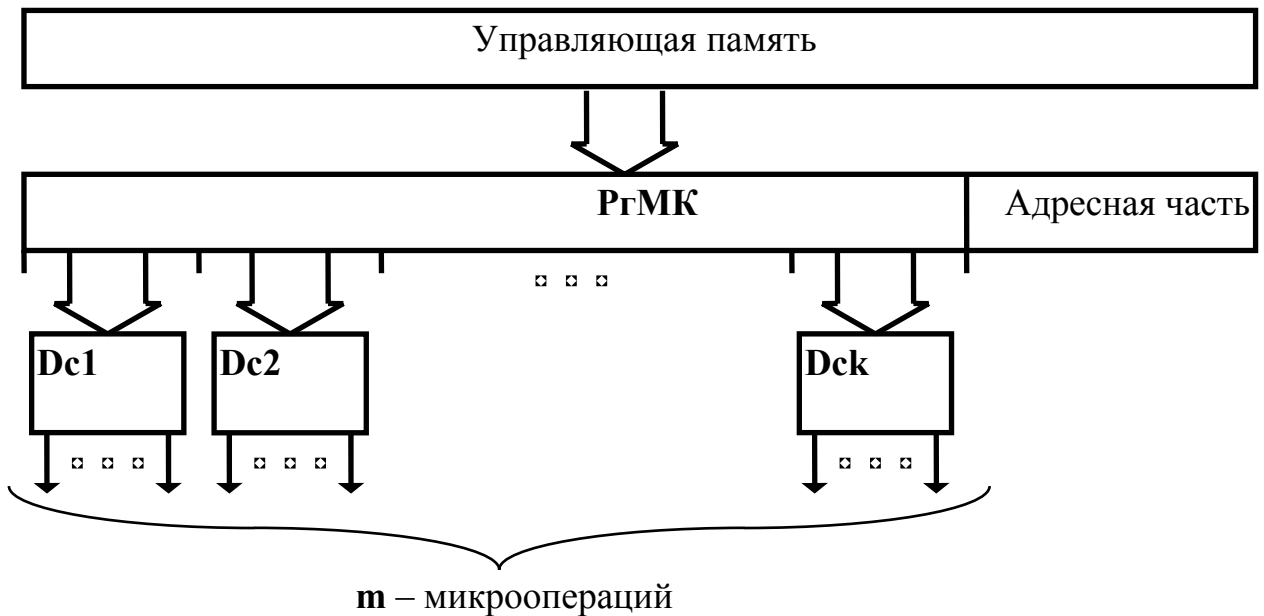 Управляющая память
РгМК
Адресная часть
Dc1
Dc2
Dck
m – микроопераций